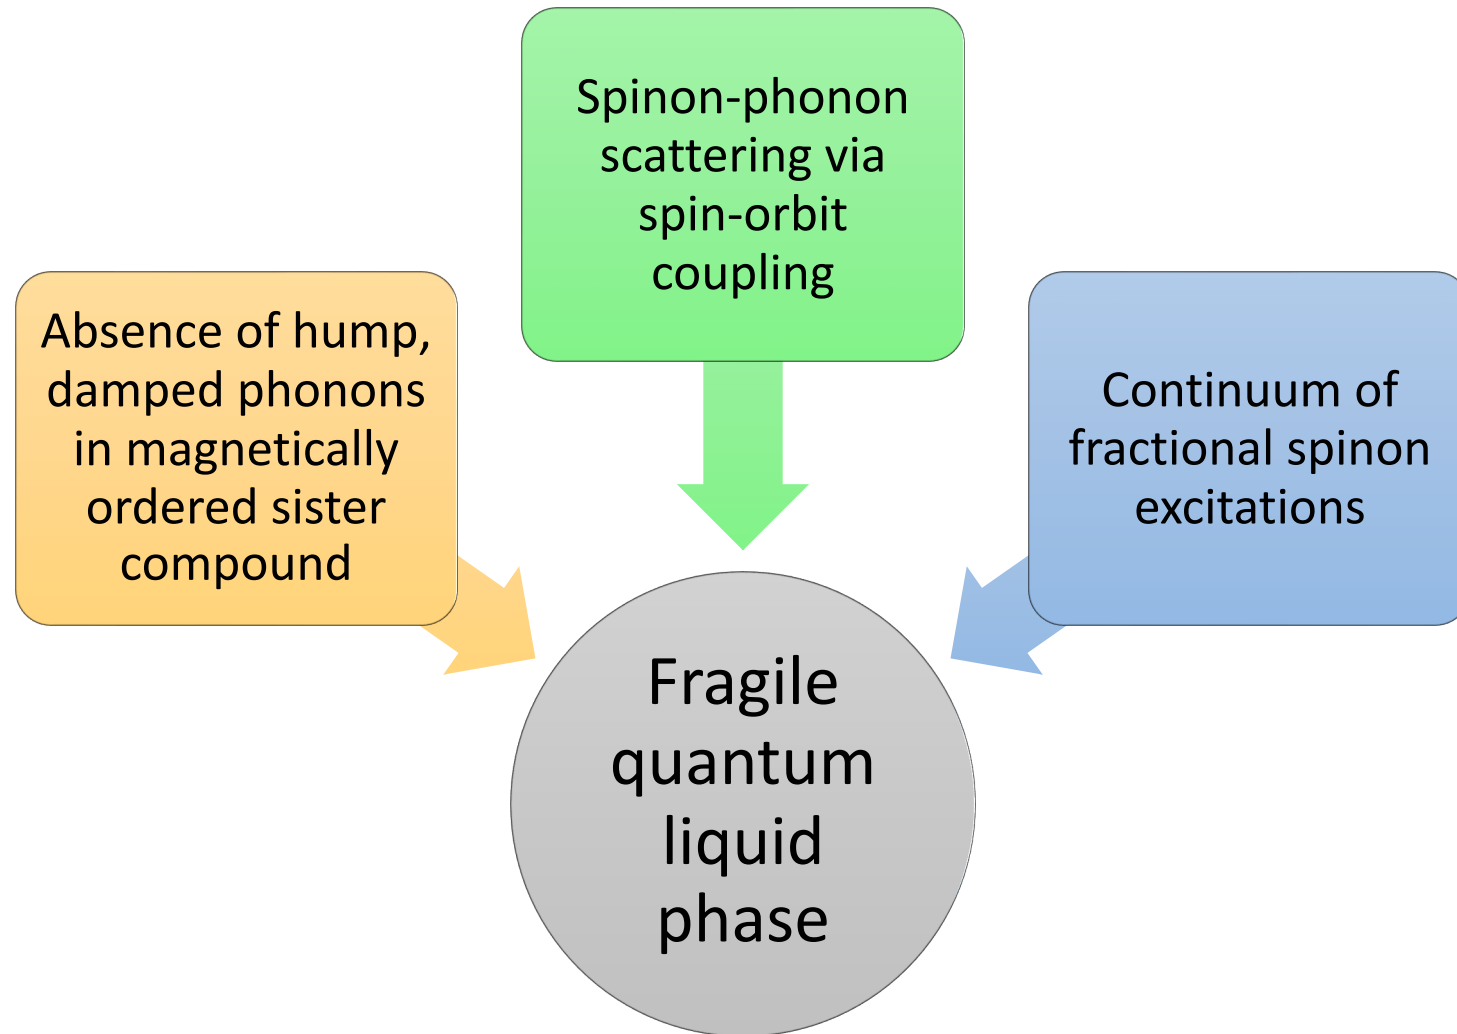 Spinon-phonon
scattering via
spin-orbit
coupling
Absence of hump,
damped phonons
in magnetically
ordered sister
compound
Continuum of
fractional spinon
excitations
Fragile
quantum
liquid
phase